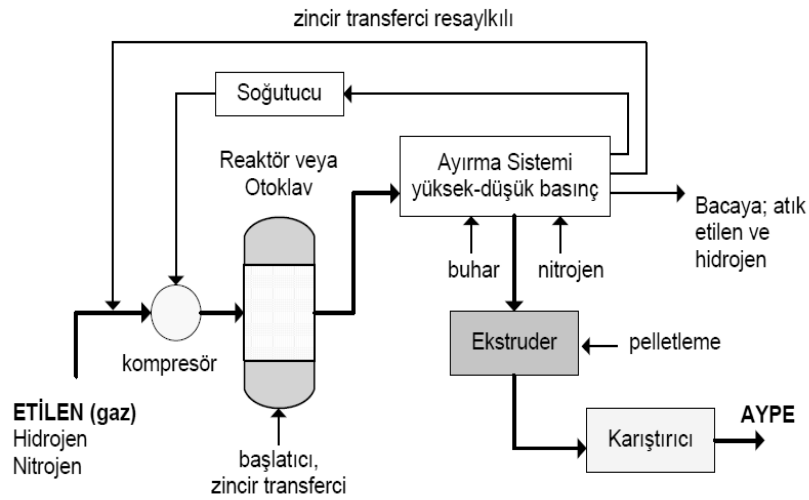 zincir transferci resaylkılı
Soğutucu
Reaktör veya
Otoklav
Ayırma Sistemi
yüksek-düşük basınç
Bacaya; atık
etilen ve
hidrojen
buhar
nitrojen
kompresör
Ekstruder
pelletleme
ETİLEN (gaz)
Hidrojen
Nitrojen
başlatıcı,
zincir transferci
Karıştırıcı
AYPE